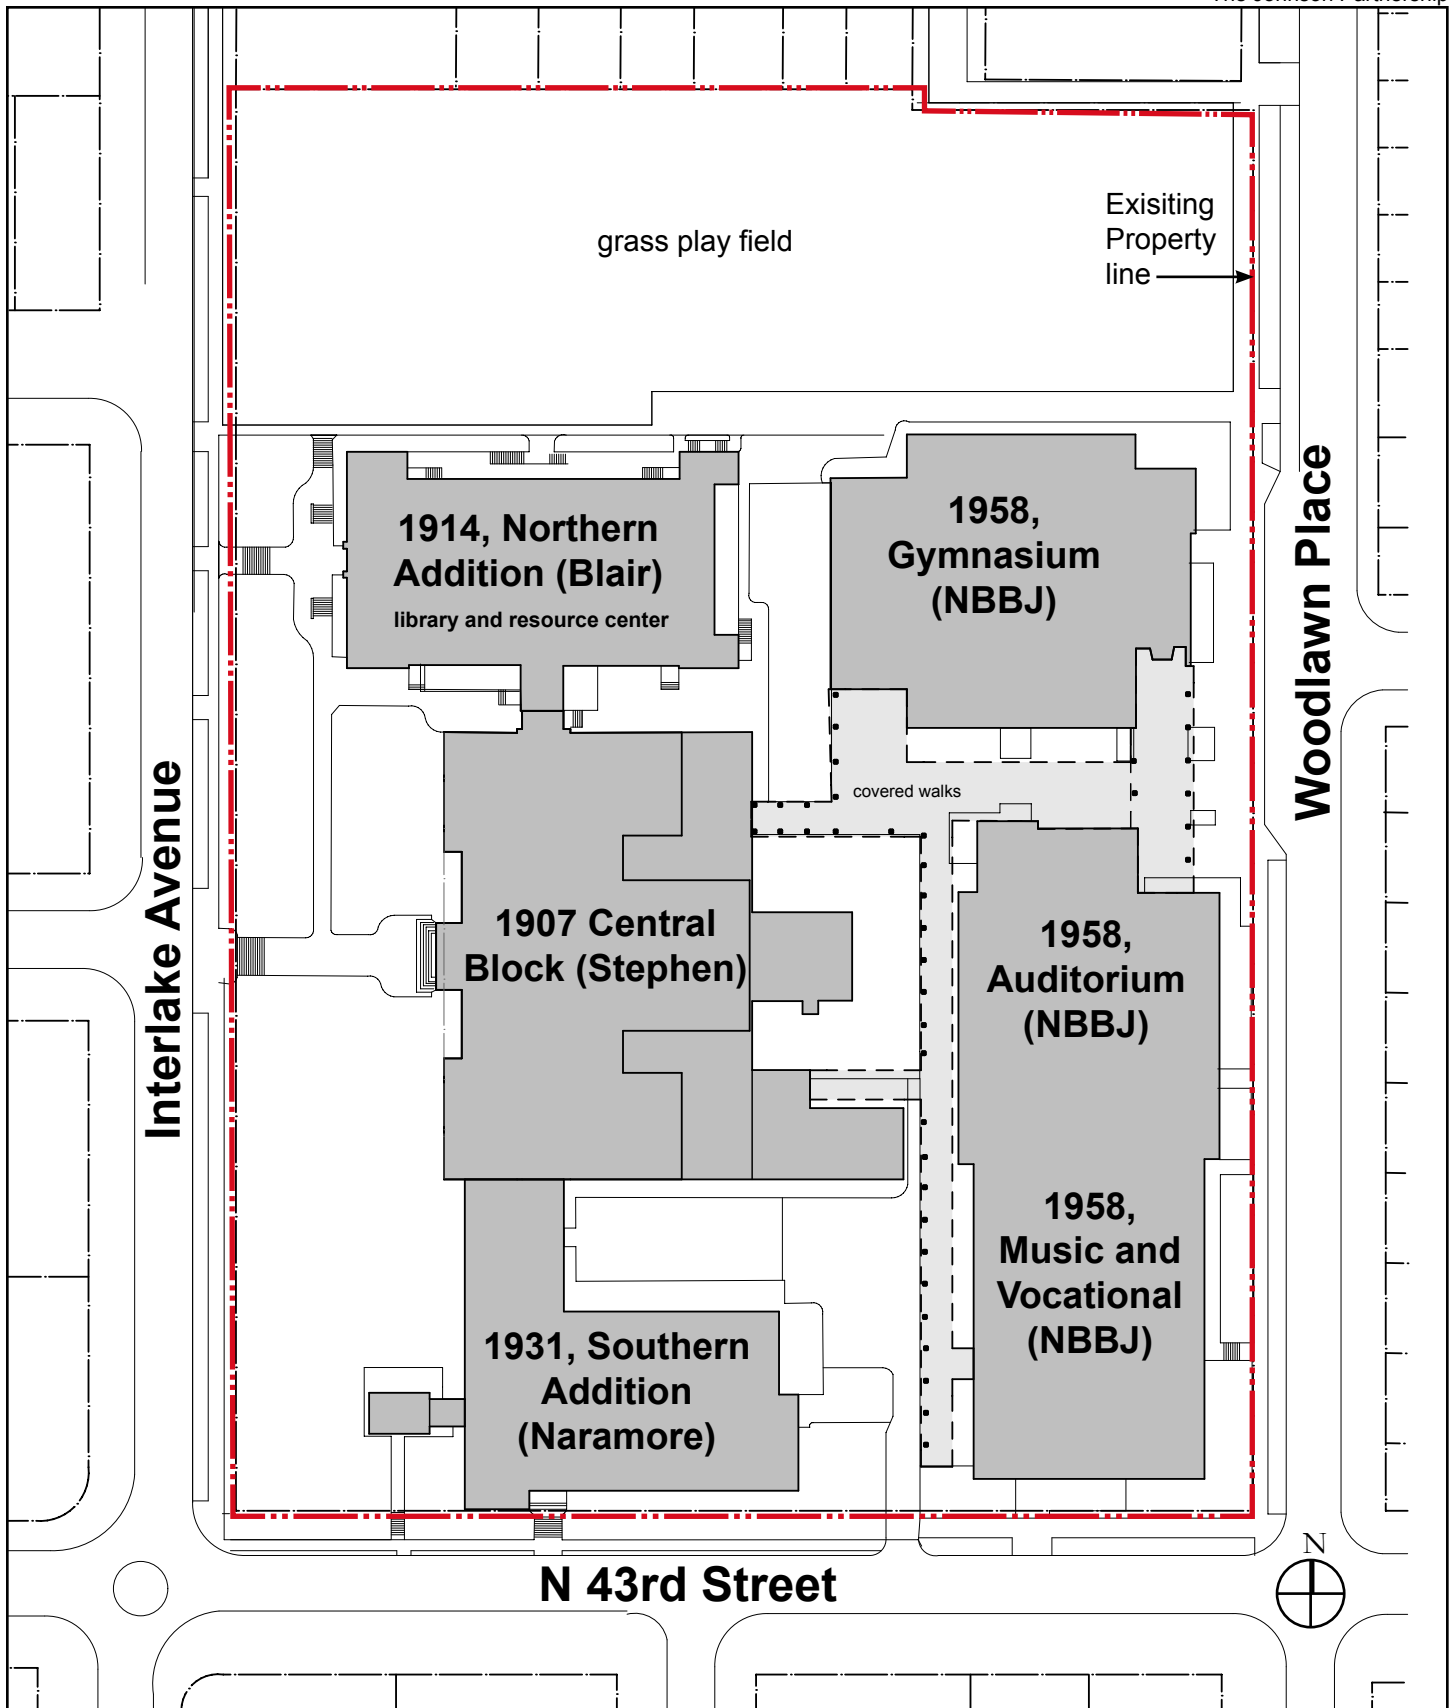 grass play field
Exisiting
Property
line
1914, Northern
Addition (Blair)
library and resource center
1958,
Gymnasium
(NBBJ)
Woodlawn Place
covered walks
Interlake Avenue
1907 Central
Block (Stephen)
1958,
Auditorium
(NBBJ)
1958,
Music and
Vocational
(NBBJ)
1931, Southern
Addition
(Naramore)
N 43rd Street
N